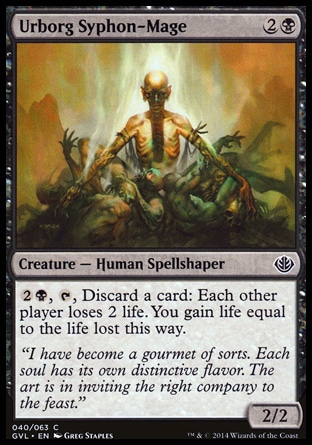 Urborg Syphon-Mage 2
Creature — Human Spellshaper
2 , , Discard a card: Each other
player loses 2 life. You gain life equal
to the life lost this way.
“I have become a gourmet of sorts. Each
soul has its own distinctive flavor. The
art is in inviting the right company to
the feast.”
2/2
040/063 C
GVL • EN Greg Staples
™ & © 2014 Wizards of the Coast